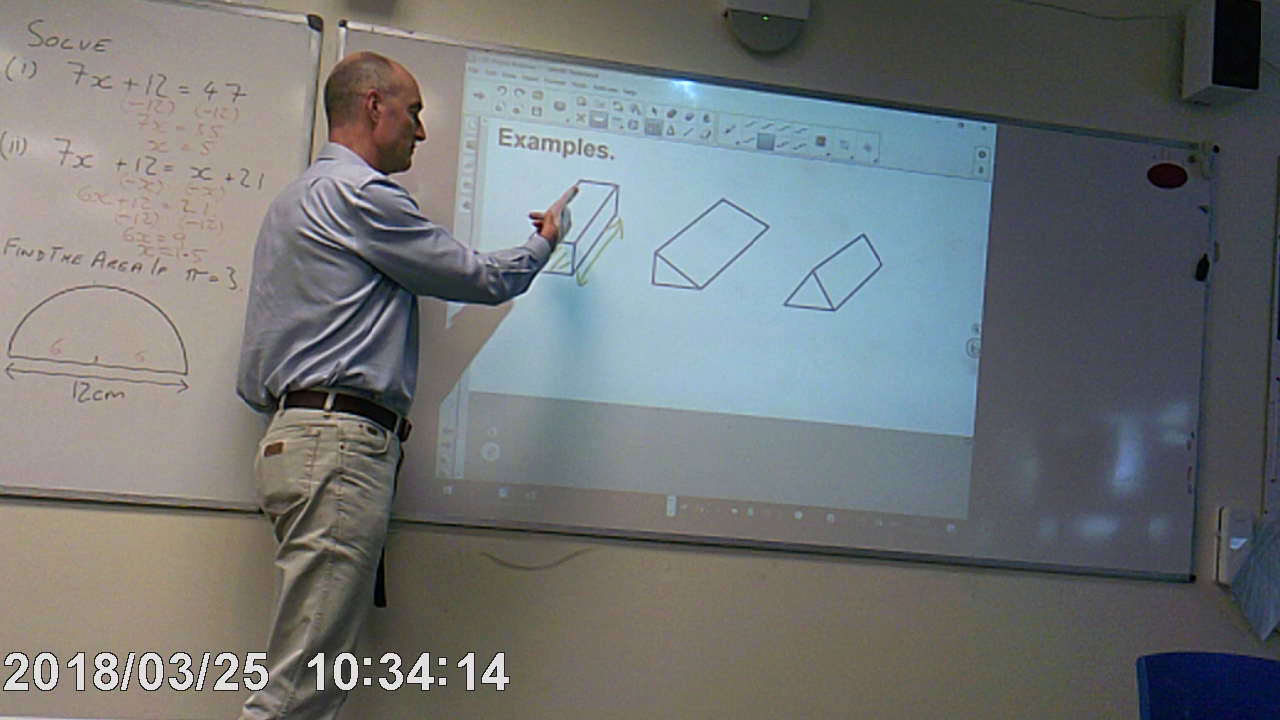 SOLVE
(I) 7x + 12 = 47
(-12) (-12)
7x = 35
x = 5
(II) 7x + 12 = x + 21
(-x) (-x)
6x + 12 = 21
(-12) (-12)
6x = 9
x = 1.5
FIND THE AREA IF π = 3.
6 6
12cm
Examples.
2018/03/25 10:34:14